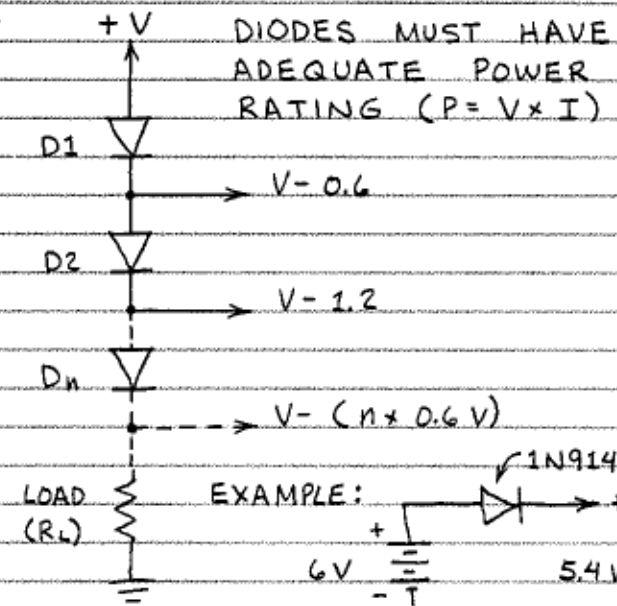 +V
DIODES MUST HAVE
ADEQUATE POWER
RATING (P = V × I)
D1
V - 0.6
D2
V - 1.2
Dn
V - (n × 0.6 V)
1N914
LOAD
(RL)
EXAMPLE:
+
6V
-
5.4